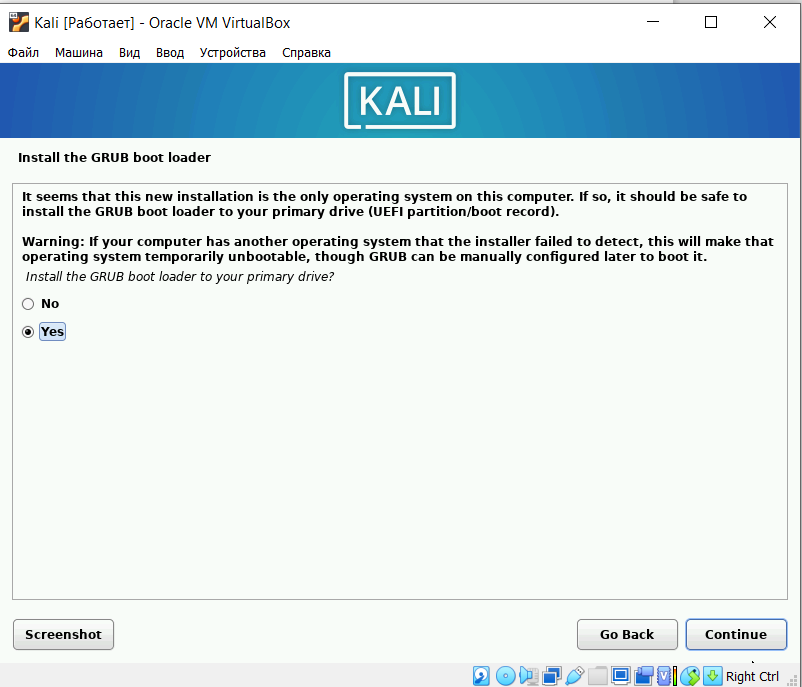 Kali [Работает] - Oracle VM VirtualBox
Файл Машина Вид Ввод Устройства Справка
KALI
Install the GRUB boot loader
It seems that this new installation is the only operating system on this computer. If so, it should be safe to
install the GRUB boot loader to your primary drive (UEFI partition/boot record).
Warning: If your computer has another operating system that the installer failed to detect, this will make that
operating system temporarily unbootable, though GRUB can be manually configured later to boot it.
Install the GRUB boot loader to your primary drive?
No
Yes
Screenshot Go Back Continue
Right Ctrl